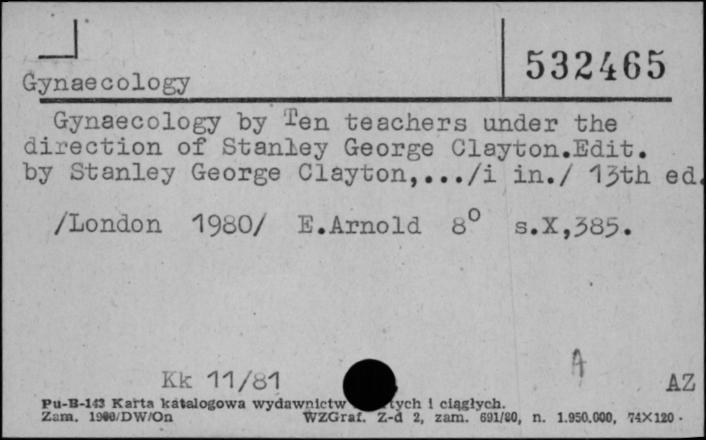 532465
Gynaecology
Gynaecology by Ten teachers under the
direction of Stanley George Clayton.Edit.
by Stanley George Clayton,.../i in./ 13th ed.
/London 1980/ E.Arnold 8° s.X,385.
A
Kk 11/81 AZ
Pu-B-143 Karta katalogowa wydawnictw tych i ciągłych.
Zam. /DW/On WZGraf. Z-d 2, zam. 691/80, n. 1.950.000, 74X120